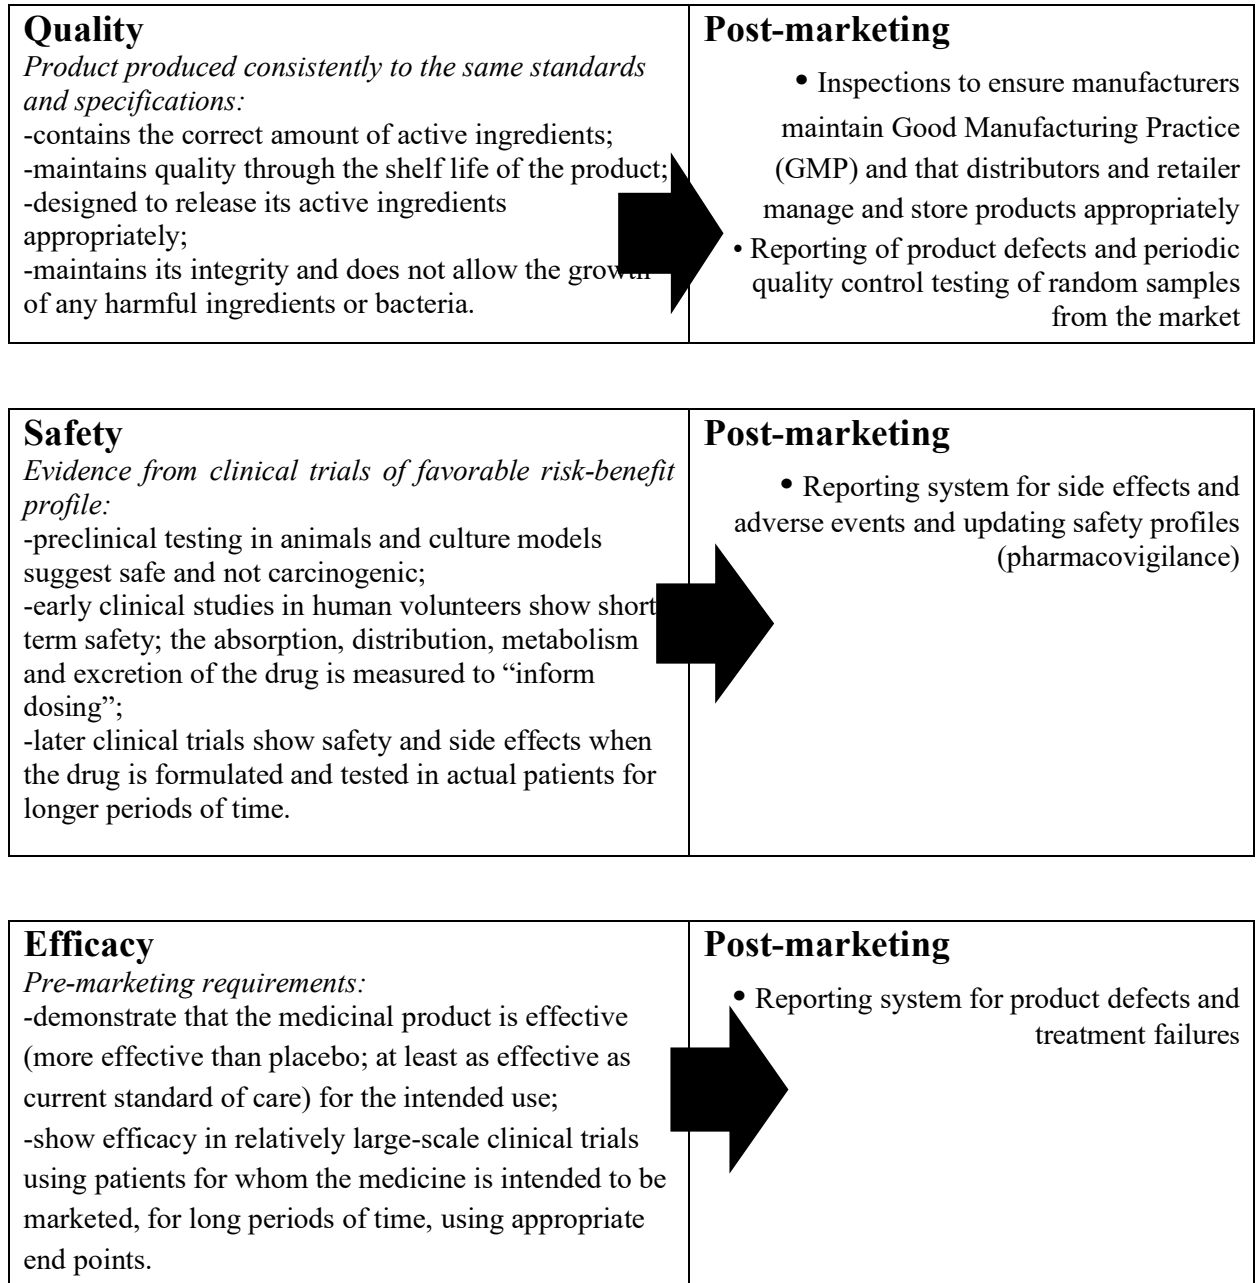 Quality
Product produced consistently to the same standards
and specifications:
-contains the correct amount of active ingredients;
-maintains quality through the shelf life of the product;
-designed to release its active ingredients
appropriately;
-maintains its integrity and does not allow the growth
of any harmful ingredients or bacteria.
Post-marketing
• Inspections to ensure manufacturers
maintain Good Manufacturing Practice
(GMP) and that distributors and retailer
manage and store products appropriately
• Reporting of product defects and periodic
quality control testing of random samples
from the market
Safety
Evidence from clinical trials of favorable risk-benefit
profile:
-preclinical testing in animals and culture models
suggest safe and not carcinogenic;
-early clinical studies in human volunteers show short
term safety; the absorption, distribution, metabolism
and excretion of the drug is measured to “inform
dosing”;
-later clinical trials show safety and side effects when
the drug is formulated and tested in actual patients for
longer periods of time.
Post-marketing
• Reporting system for side effects and
adverse events and updating safety profiles
(pharmacovigilance)
Efficacy
Pre-marketing requirements:
-demonstrate that the medicinal product is effective
(more effective than placebo; at least as effective as
current standard of care) for the intended use;
-show efficacy in relatively large-scale clinical trials
using patients for whom the medicine is intended to be
marketed, for long periods of time, using appropriate
end points.
Post-marketing
• Reporting system for product defects and
treatment failures